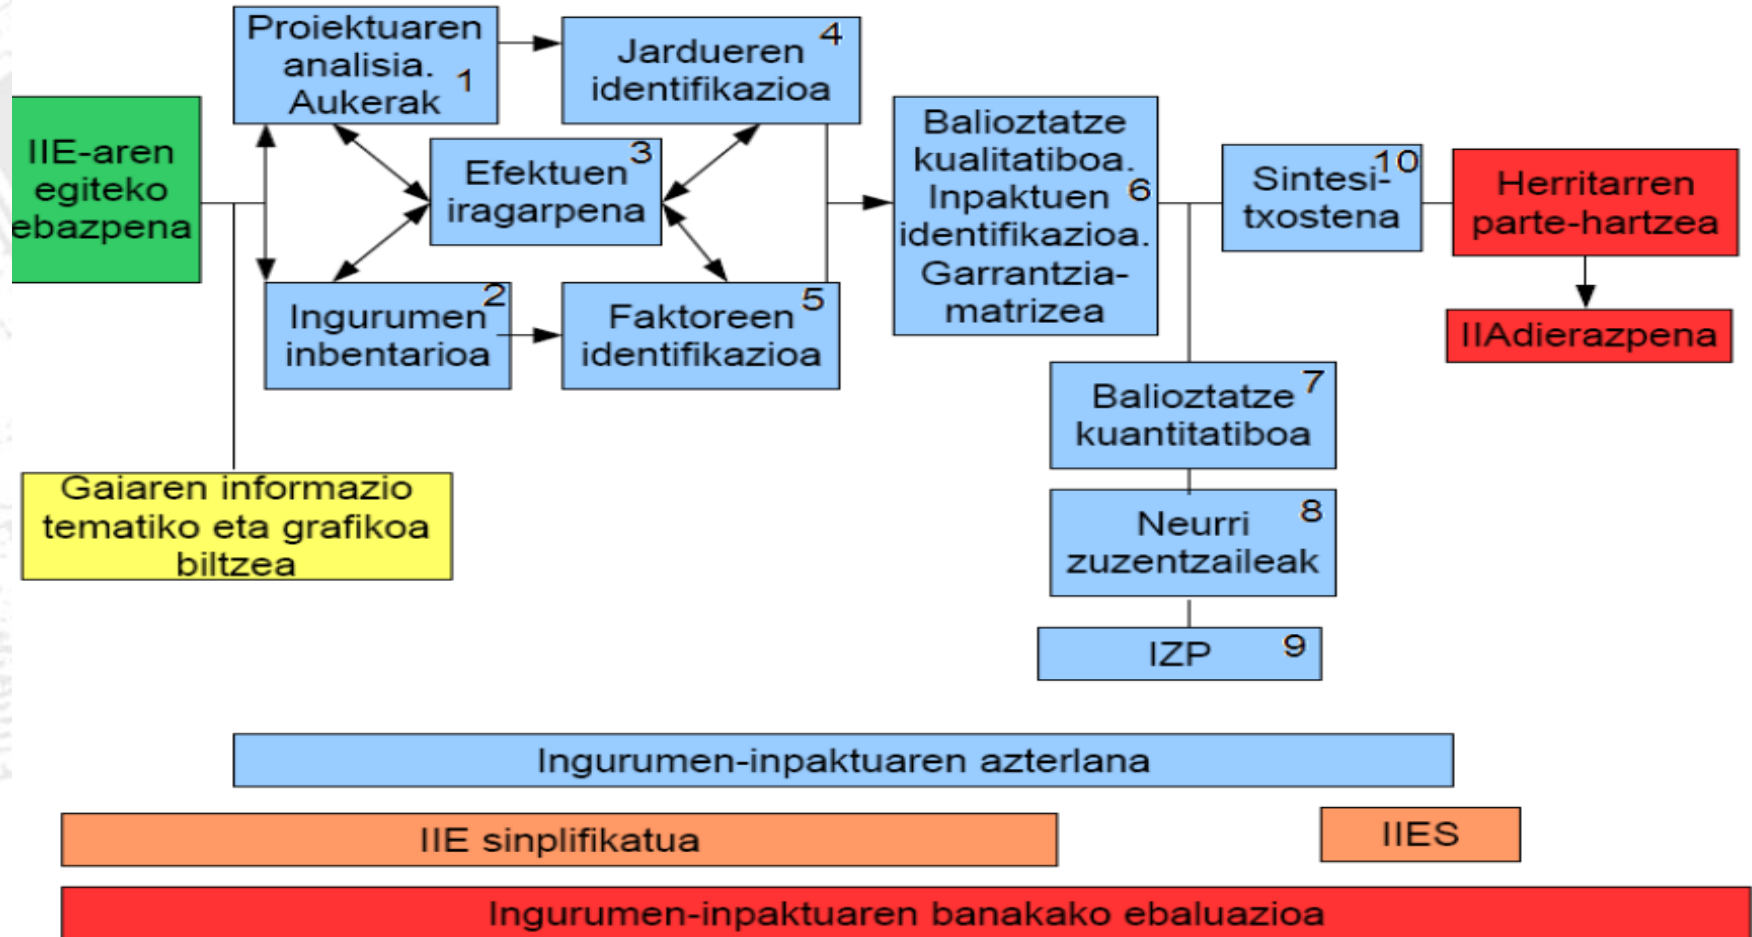 Proiektuaren
analisia.
Aukerak
1
Jardueren
identifikazioa
4
IIE-aren
egiteko
ebazpena
Efektuen
iragarpena
3
Ingurumen
inbentarioa
2
Faktoreen
identifikazioa
5
Balioztatze
kualitatiboa.
Inpaktuen
identifikazioa.
Garrantzia-
matrizea
6
Sintesi-
txostena
10
Herritarren
parte-hartzea
IIAdierazpena
Balioztatze
kuantitatiboa
7
Neurri
zuzentzaileak
8
IZP
9
Gaiaren informazio
tematiko eta grafikoa
biltzea
Ingurumen-inpaktuaren azterlana
IIE sinplifikatua
IIES
Ingurumen-inpaktuaren banakako ebaluazioa